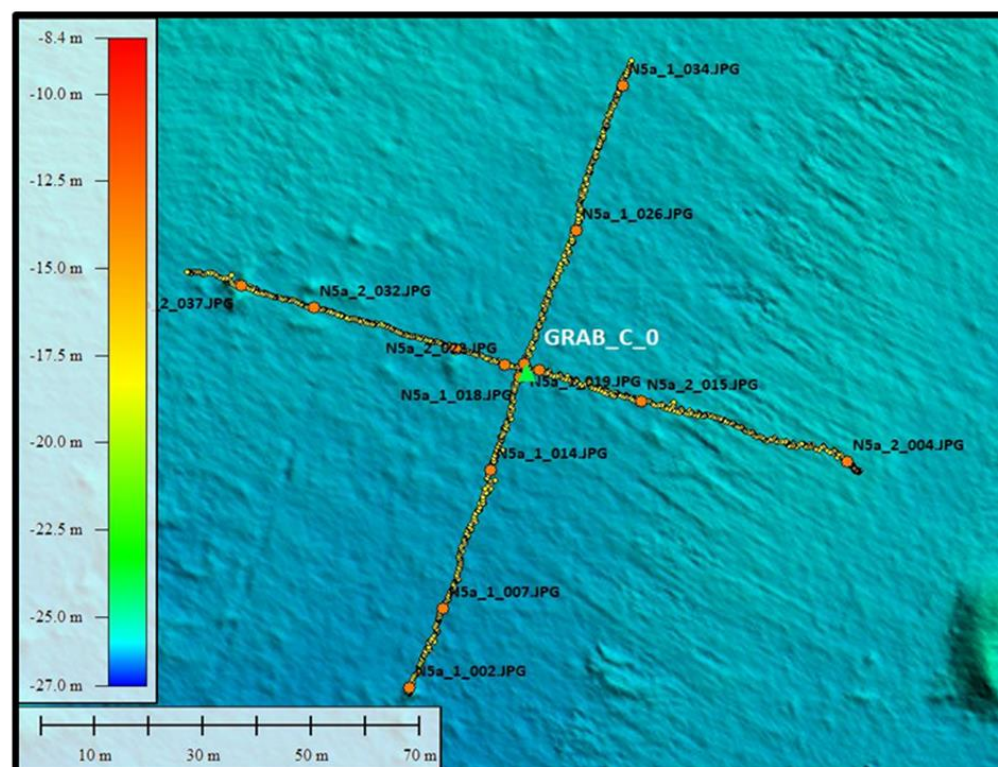 -8.4 m
-10.0 m
-12.5 m
-15.0 m
-17.5 m
-20.0 m
-22.5 m
-25.0 m
-27.0 m
N5a_1_034.JPG
N5a_1_026.JPG
N5a_2_032.JPG
_2_037.JPG
GRAB_C_0
N5a_1_018.JPG
N5a_2_015.JPG
N5a_2_004.JPG
N5a_1_014.JPG
N5a_1_007.JPG
N5a_1_002.JPG
10 m 30 m 50 m 70 m